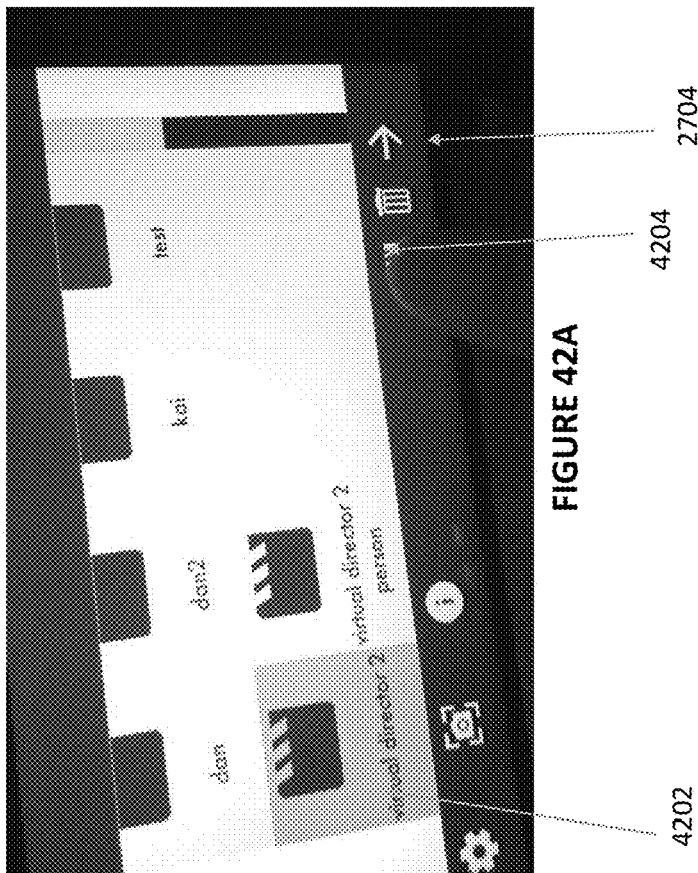 dan
dan2
kai
test
virtual director 2
virtual director 2
person
i
4202
4204
2704
FIGURE 42A